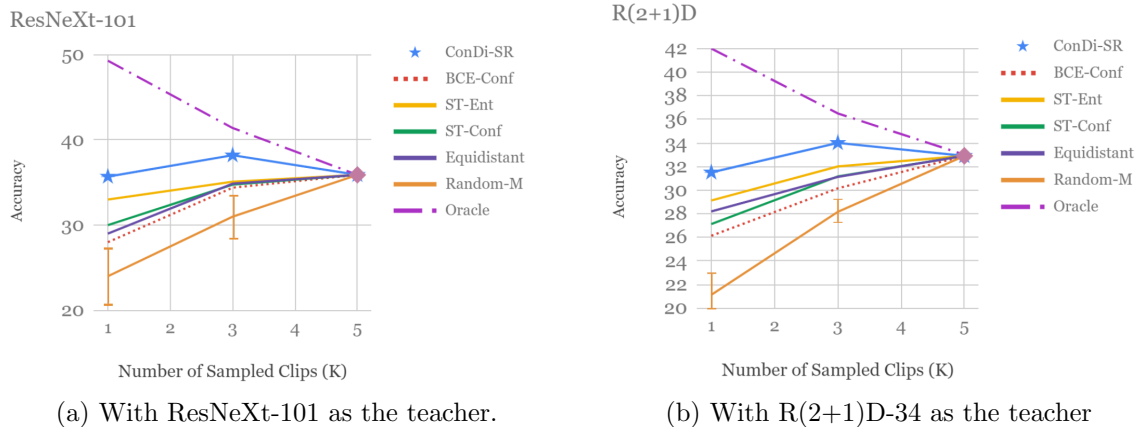 ResNeXt-101
50
40
30
20
Accuracy
1 2 3 4 5
Number of Sampled Clips (K)
ConDi-SR
BCE-Conf
ST-Ent
ST-Conf
Equidistant
Random-M
Oracle
(a) With ResNeXt-101 as the teacher.
R(2+1)D
42
40
38
36
34
32
30
28
26
24
22
20
Accuracy
1 2 3 4 5
Number of Sampled Clips (K)
ConDi-SR
BCE-Conf
ST-Ent
ST-Conf
Equidistant
Random-M
Oracle
(b) With R(2+1)D-34 as the teacher